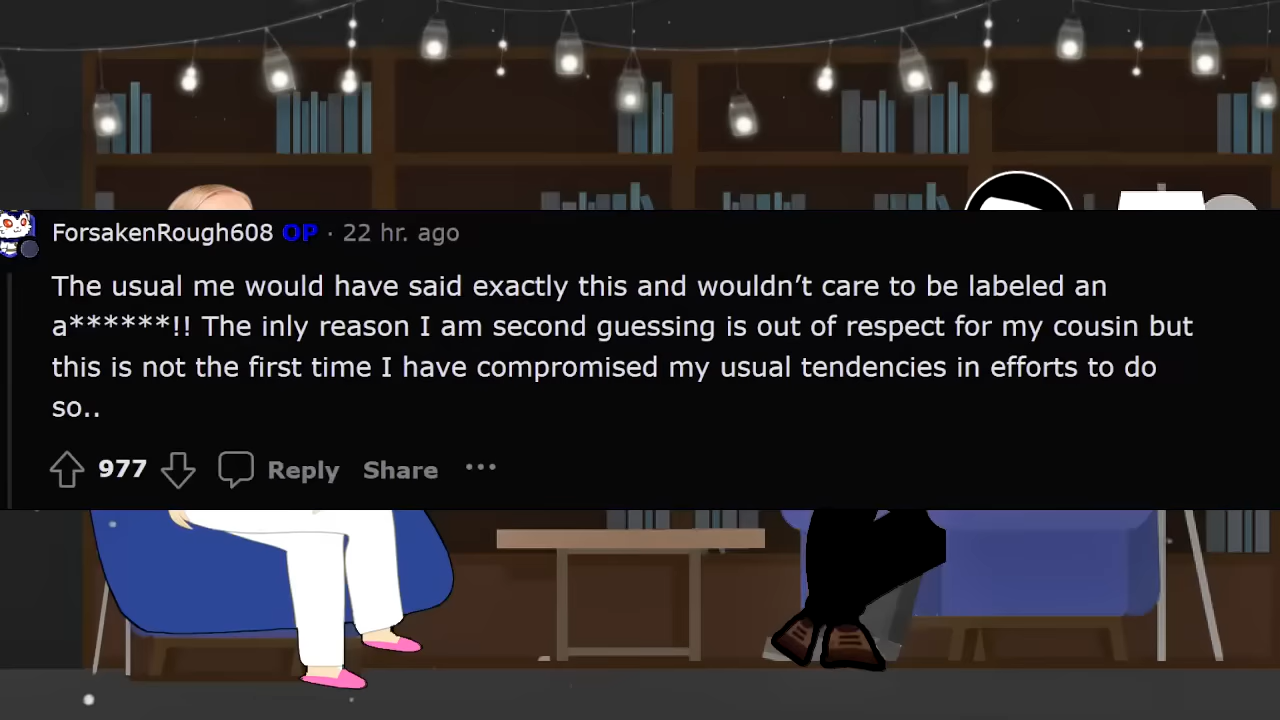 ForsakenRough608 OP · 22 hr. ago
The usual me would have said exactly this and wouldn’t care to be labeled an
a******!! The inly reason I am second guessing is out of respect for my cousin but
this is not the first time I have compromised my usual tendencies in efforts to do
so..
977 Reply Share ···